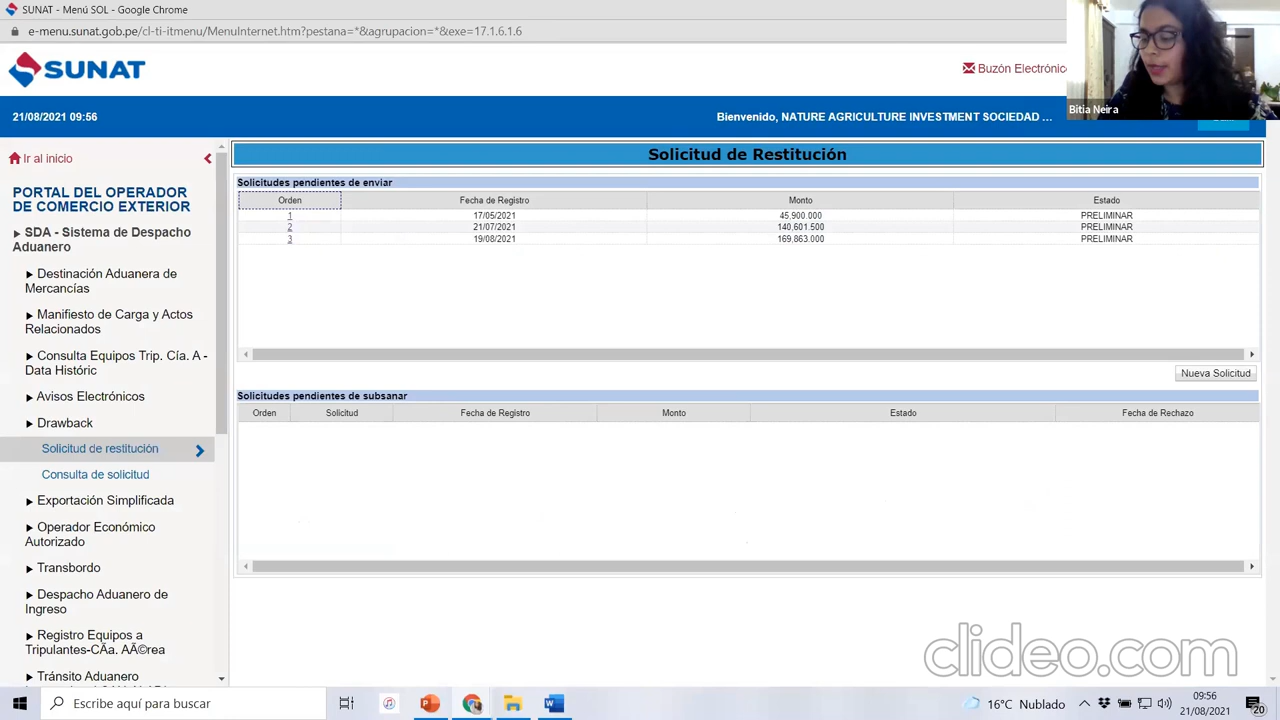 SUNAT - Menú SOL - Google Chrome
e-menu.sunat.gob.pe/cl-ti-itmenu/MenuInternet.htm?pestana=*&agrupacion=*&exe=17.1.6.1.6
SUNAT
Buzón Electrónico
Bitia Neira
21/08/2021 09:56
Bienvenido, NATURE AGRICULTURE INVESTMENT SOCIEDAD ...
Ir al inicio
PORTAL DEL OPERADOR
DE COMERCIO EXTERIOR
SDA - Sistema de Despacho
Aduanero
Destinación Aduanera de
Mercancías
Manifiesto de Carga y Actos
Relacionados
Consulta Equipos Trip. Cía. A -
Data Históric
Avisos Electrónicos
Drawback
Solicitud de restitución
Consulta de solicitud
Exportación Simplificada
Operador Económico
Autorizado
Transbordo
Despacho Aduanero de
Ingreso
Registro Equipos a
Tripulantes-CÃa. AÃ©rea
Tránsito Aduanero
Solicitud de Restitución
Solicitudes pendientes de enviar
Orden Fecha de Registro Monto Estado
1 17/05/2021 45,900.000 PRELIMINAR
2 21/07/2021 140,601.500 PRELIMINAR
3 19/08/2021 169,863.000 PRELIMINAR
Nueva Solicitud
Solicitudes pendientes de subsanar
Orden Solicitud Fecha de Registro Monto Estado Fecha de Rechazo
clideo.com
Escribe aquí para buscar
16°C Nublado
09:56
21/08/2021
20